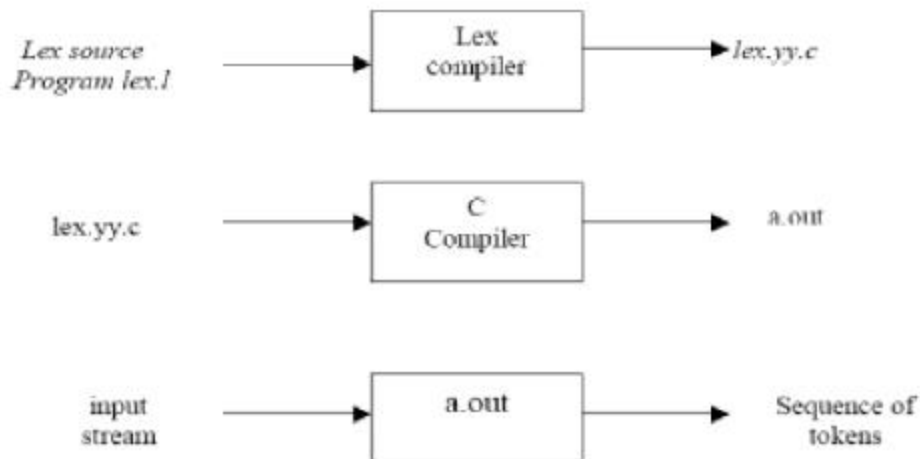 Lex source
Program lex.l
Lex
compiler
lex.yy.c
lex.yy.c
C
Compiler
a.out
input
stream
a.out
Sequence of
tokens